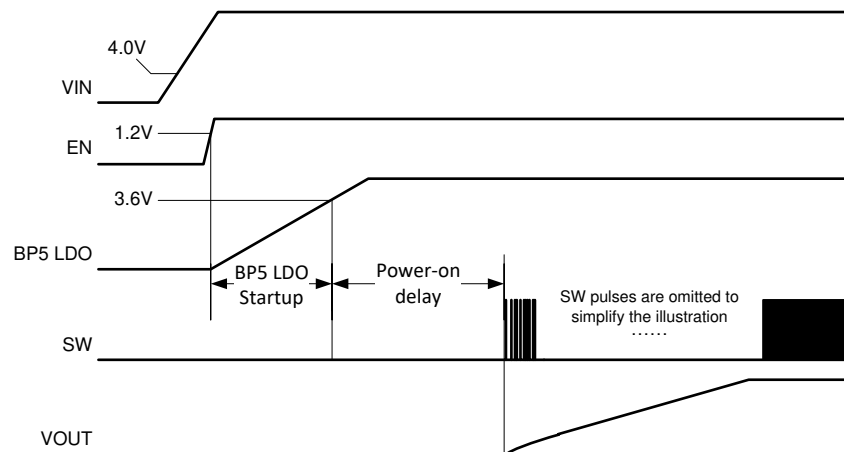 4.0V
VIN
1.2V
EN
3.6V
BP5 LDO
BP5 LDO
Startup
Power-on
delay
SW pulses are omitted to
simplify the illustration
......
SW
VOUT